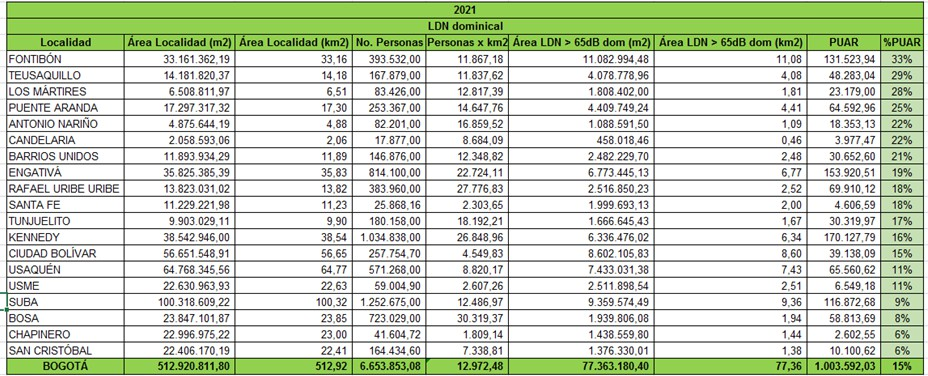 2021
LDN dominical
Localidad Área Localidad (m2) Área Localidad (km2) No. Personas Personas x km2 Área LDN > 65dB dom (m2) Área LDN > 65dB dom (km2) PUAR %PUAR
FONTIBÓN 33.161.362,19 33,16 393.532,00 11.867,18 11.082.994,48 11,08 131.523,94 33%
TEUSAQUILLO 14.181.820,37 14,18 167.879,00 11.837,62 4.078.778,96 4,08 48.283,04 29%
LOS MÁRTIRES 6.508.811,97 6,51 83.426,00 12.817,39 1.808.402,00 1,81 23.179,00 28%
PUENTE ARANDA 17.297.317,32 17,30 253.367,00 14.647,76 4.409.749,24 4,41 64.592,96 25%
ANTONIO NARIÑO 4.875.644,19 4,88 82.201,00 16.859,52 1.088.591,50 1,09 18.353,13 22%
CANDELARIA 2.058.593,06 2,06 17.877,00 8.684,09 458.018,46 0,46 3.977,47 22%
BARRIOS UNIDOS 11.893.934,29 11,89 146.876,00 12.348,82 2.482.229,70 2,48 30.652,60 21%
ENGATIVÁ 35.825.385,39 35,83 814.100,00 22.724,11 6.773.445,13 6,77 153.920,51 19%
RAFAEL URIBE URIBE 13.823.031,02 13,82 383.960,00 27.776,83 2.516.850,23 2,52 69.910,12 18%
SANTA FE 11.229.221,98 11,23 25.868,16 2.303,65 1.999.693,13 2,00 4.606,59 18%
TUNJUELITO 9.903.029,11 9,90 180.158,00 18.192,21 1.666.645,43 1,67 30.319,97 17%
KENNEDY 38.542.946,00 38,54 1.034.838,00 26.848,96 6.336.476,02 6,34 170.127,79 16%
CIUDAD BOLÍVAR 56.651.548,91 56,65 257.754,70 4.549,83 8.602.105,83 8,60 39.138,09 15%
USAQUÉN 64.768.345,56 64,77 571.268,00 8.820,17 7.433.031,38 7,43 65.560,62 11%
USME 22.630.963,93 22,63 59.004,90 2.607,26 2.511.898,54 2,51 6.549,18 11%
SUBA 100.318.609,22 100,32 1.252.675,00 12.486,97 9.359.574,49 9,36 116.872,68 9%
BOSA 23.847.101,87 23,85 723.029,00 30.319,37 1.939.806,08 1,94 58.813,69 8%
CHAPINERO 22.996.975,22 23,00 41.604,72 1.809,14 1.438.559,80 1,44 2.602,55 6%
SAN CRISTÓBAL 22.406.170,19 22,41 164.434,60 7.338,81 1.376.330,01 1,38 10.100,62 6%
BOGOTÁ 512.920.811,80 512,92 6.653.853,08 12.972,48 77.363.180,40 77,36 1.003.592,03 15%